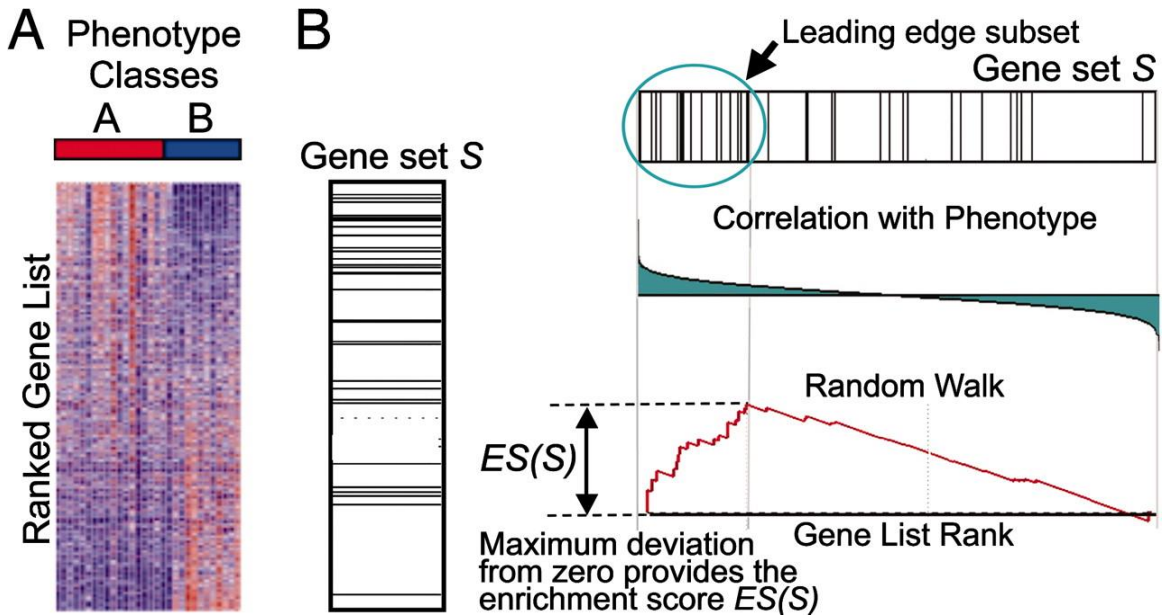 A
Phenotype
Classes
A B
Ranked Gene List
B
Gene set S
Leading edge subset
Gene set S
Correlation with Phenotype
Random Walk
ES(S)
Gene List Rank
Maximum deviation
from zero provides the
enrichment score ES(S)